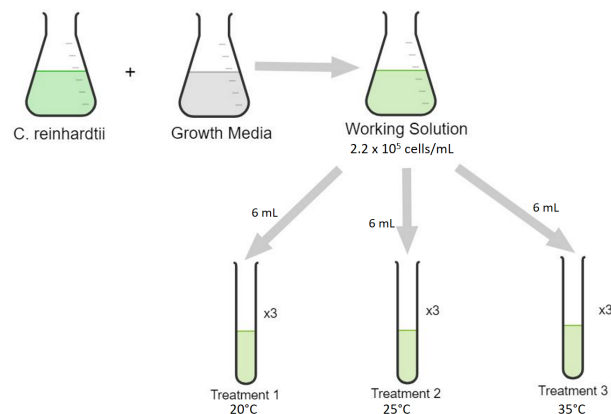 +
C. reinhardtii
Growth Media
Working Solution
2.2 x 10⁵ cells/mL
6 mL
6 mL
6 mL
x3
x3
x3
Treatment 1
20°C
Treatment 2
25°C
Treatment 3
35°C